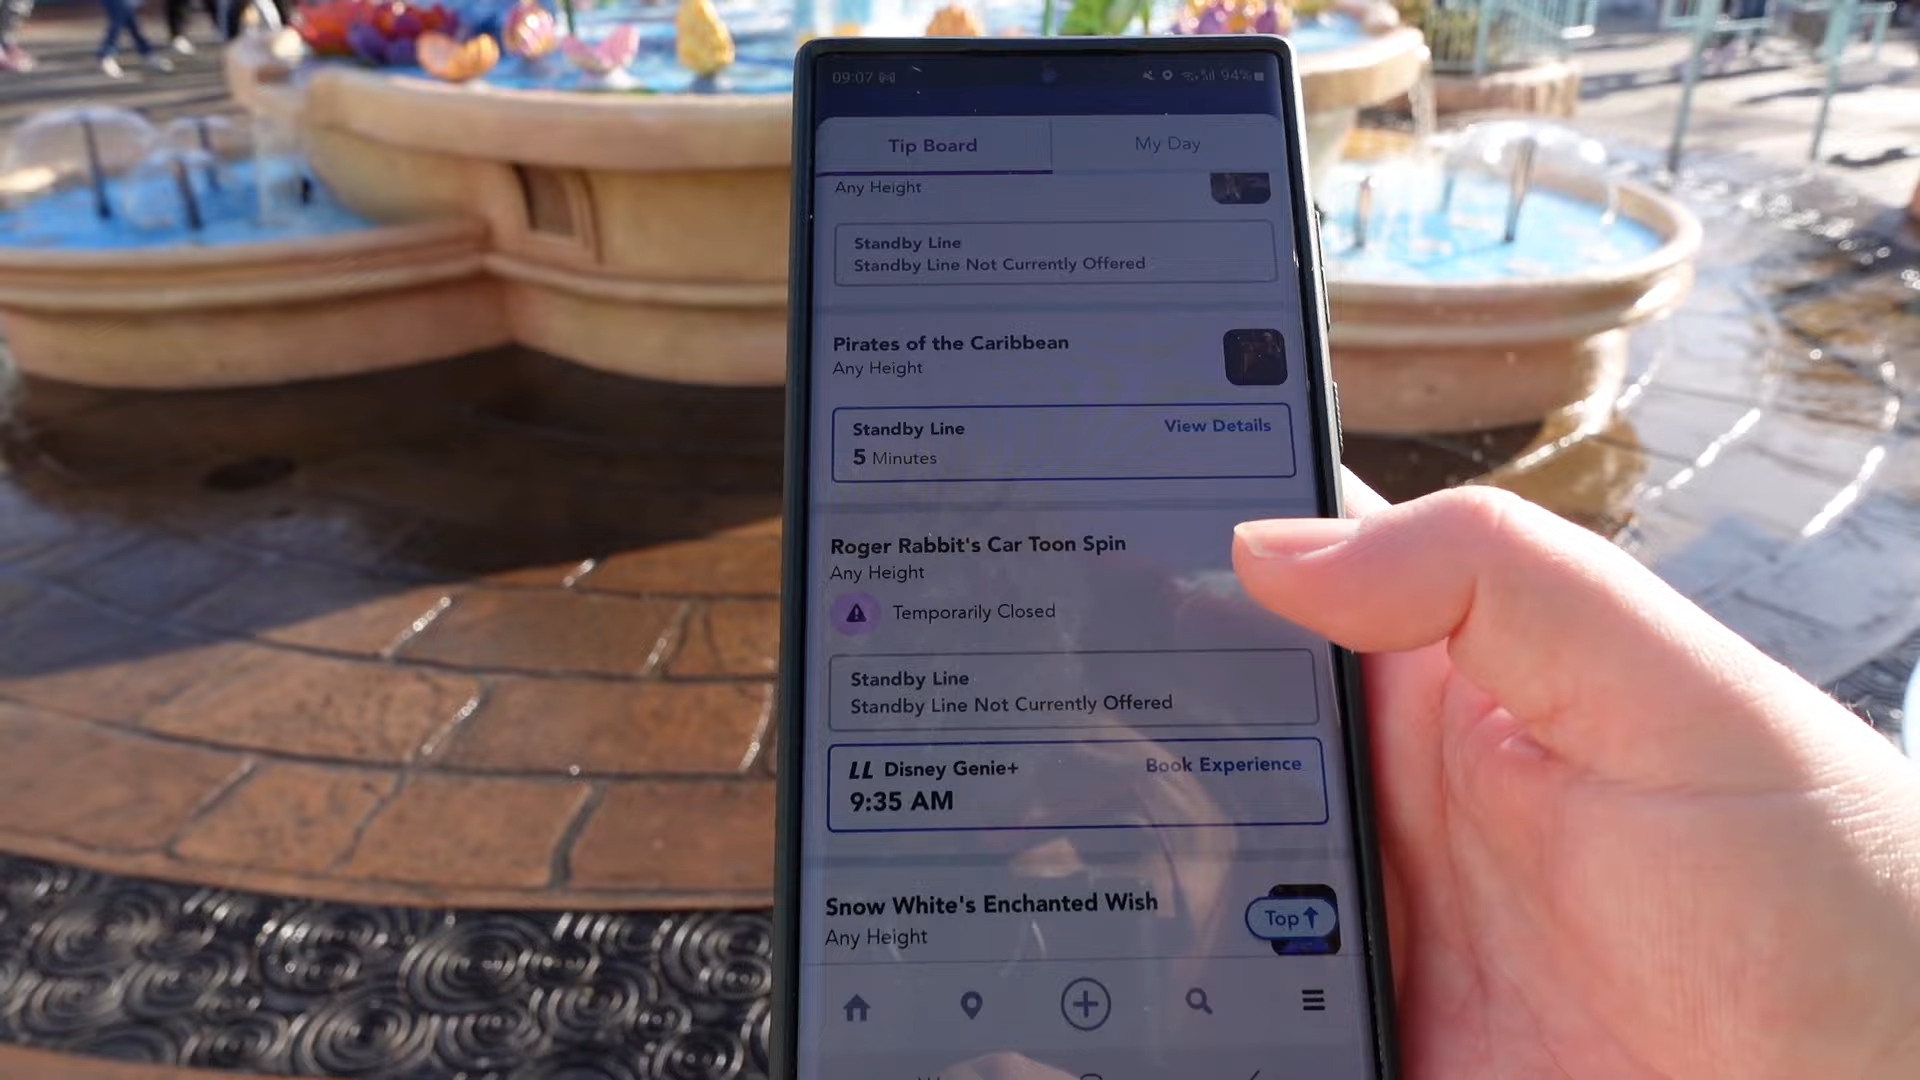 09:07 94%
Tip Board My Day
Any Height
Standby Line
Standby Line Not Currently Offered
Pirates of the Caribbean
Any Height
Standby Line View Details
5 Minutes
Roger Rabbit's Car Toon Spin
Any Height
Temporarily Closed
Standby Line
Standby Line Not Currently Offered
LL Disney Genie+ Book Experience
9:35 AM
Snow White's Enchanted Wish
Any Height
Top↑